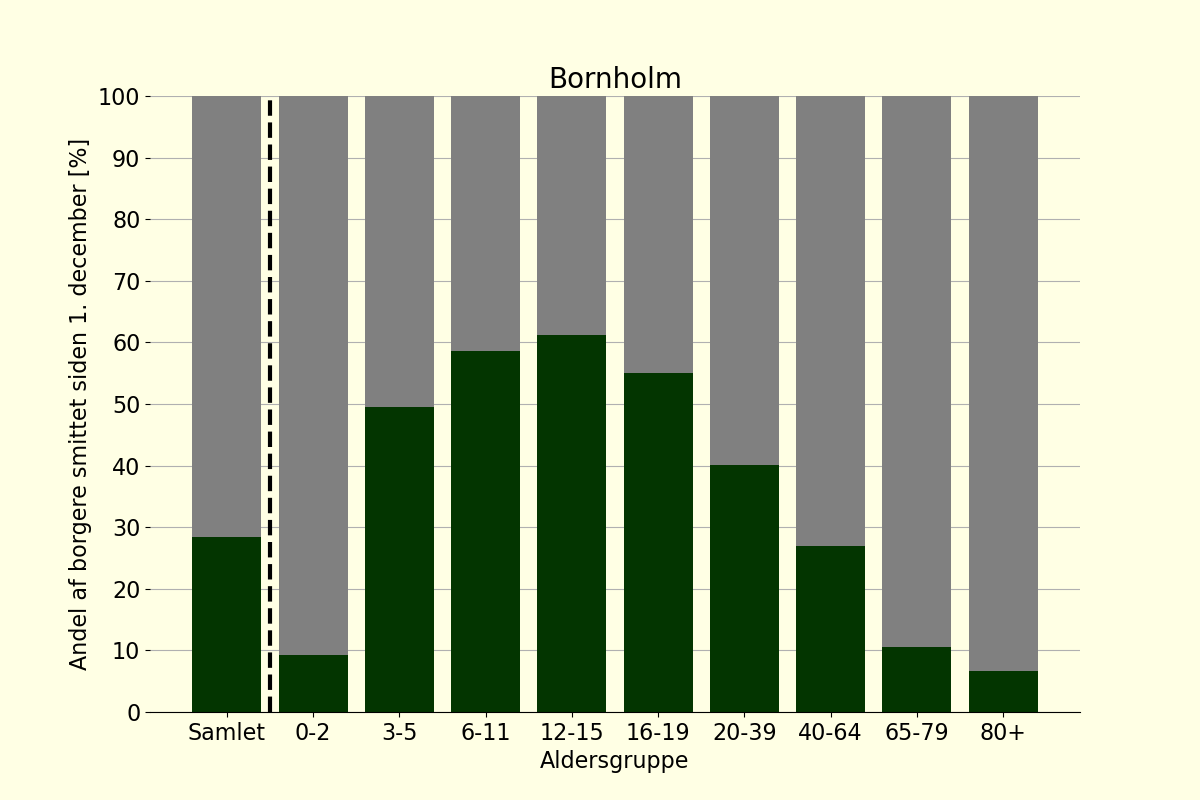 Bornholm
Andel af borgere smittet siden 1. december [%]
100
90
80
70
60
50
40
30
20
10
0
Samlet 0-2 3-5 6-11 12-15 16-19 20-39 40-64 65-79 80+
Aldersgruppe